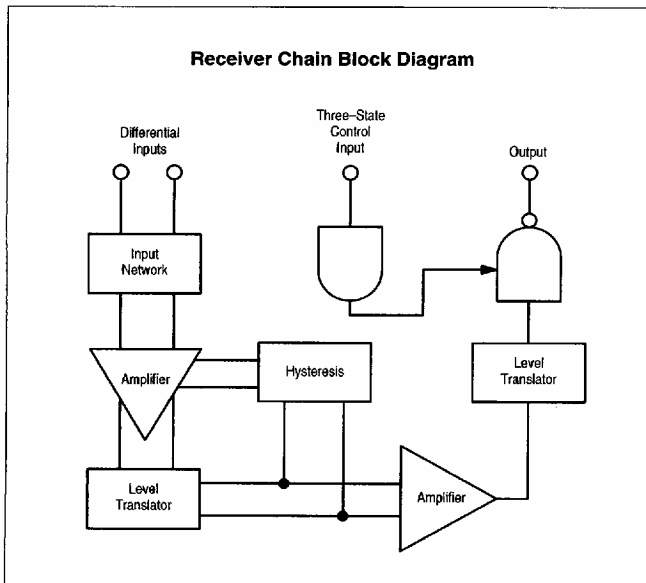 Receiver Chain Block Diagram
Differential
Inputs
Three–State
Control
Input
Output
Input
Network
Amplifier
Hysteresis
Level
Translator
Level
Translator
Amplifier